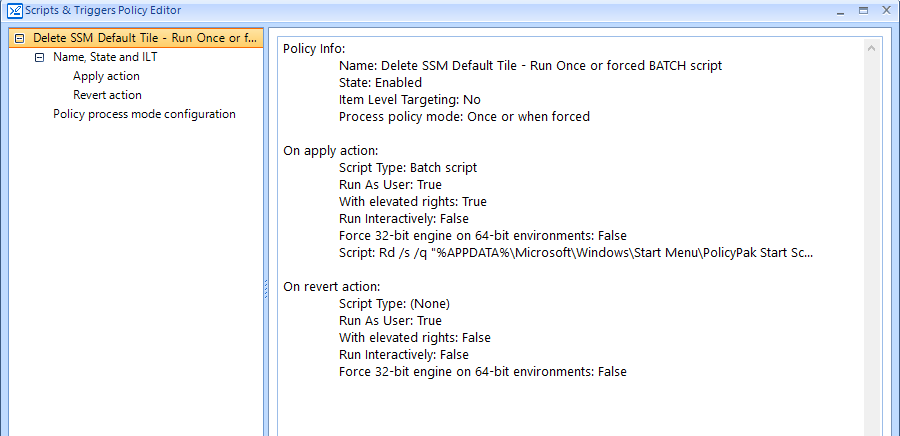 Scripts & Triggers Policy Editor
Delete SSM Default Tile - Run Once or f...
Name, State and ILT
Apply action
Revert action
Policy process mode configuration
Policy Info:
Name: Delete SSM Default Tile - Run Once or forced BATCH script
State: Enabled
Item Level Targeting: No
Process policy mode: Once or when forced
On apply action:
Script Type: Batch script
Run As User: True
With elevated rights: True
Run Interactively: False
Force 32-bit engine on 64-bit environments: False
Script: Rd /s /q "%APPDATA%\Microsoft\Windows\Start Menu\PolicyPak Start Sc...
On revert action:
Script Type: (None)
Run As User: True
With elevated rights: False
Run Interactively: False
Force 32-bit engine on 64-bit environments: False